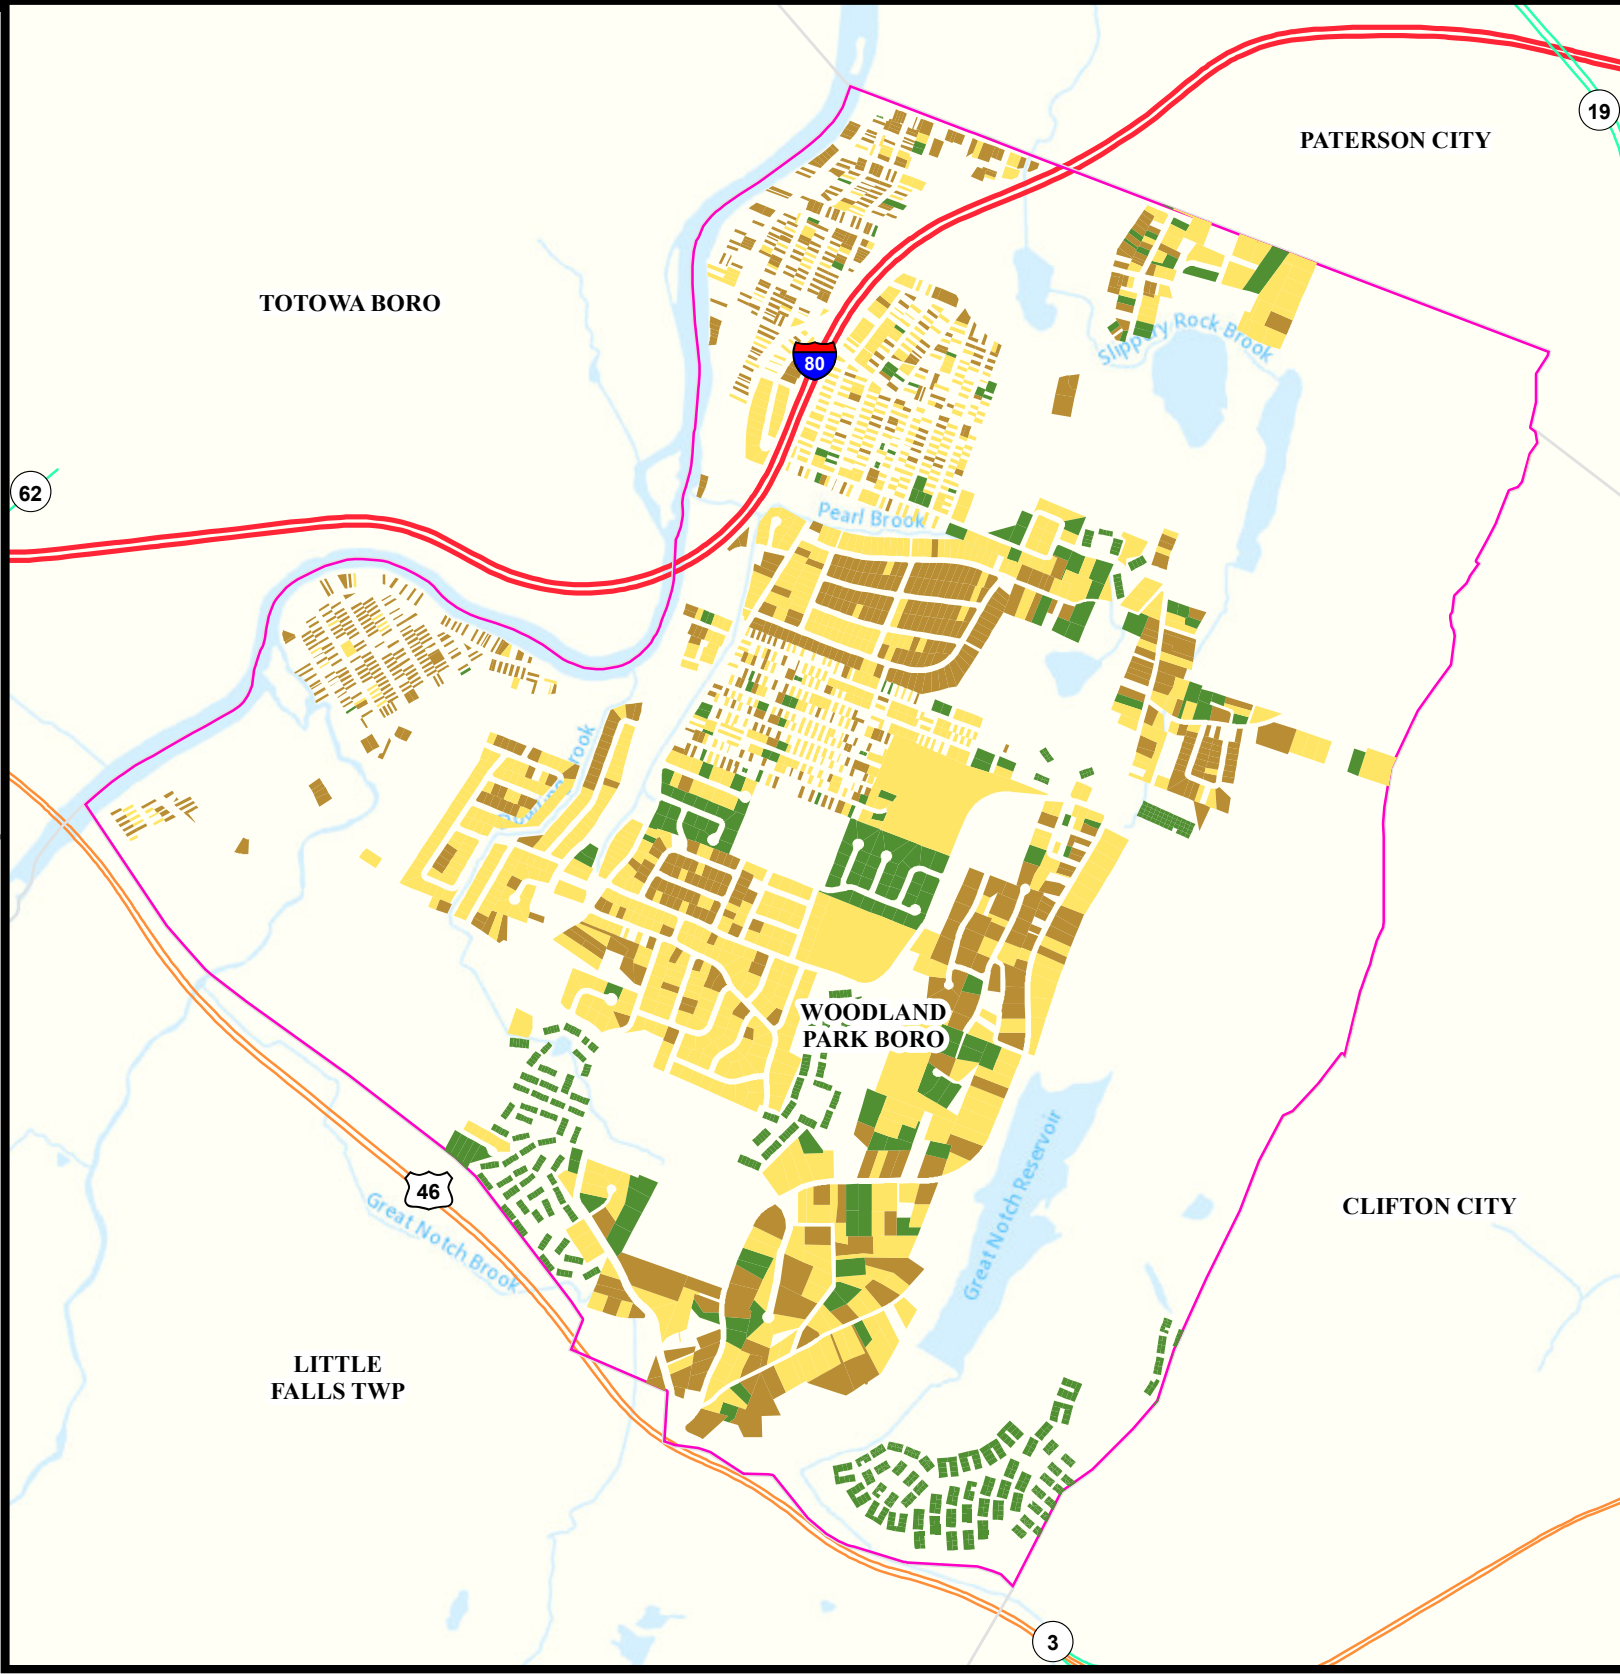 19
PATERSON CITY
TOTOWA BORO
Slippery Rock Brook
80
62
Pearl Brook
Brook
WOODLAND
PARK BORO
Great Notch Reservoir
46
Great Notch Brook
CLIFTON CITY
LITTLE
FALLS TWP
3